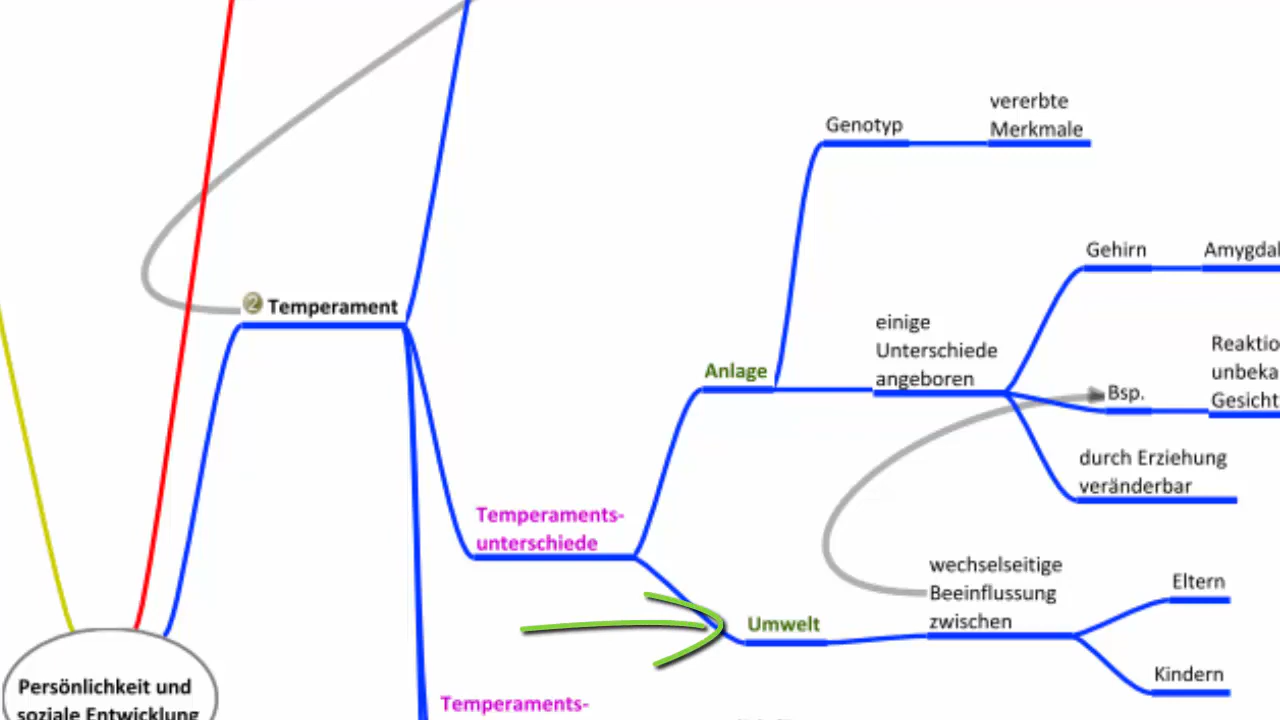 vererbte
Merkmale
Genotyp
Gehirn
② Temperament
einige
Unterschiede
angeboren
Anlage
Bsp.
durch Erziehung
veränderbar
Temperaments-
unterschiede
wechselseitige
Beeinflussung
zwischen
Eltern
Umwelt
Kindern
Persönlichkeit und
soziale Entwicklung
Temperaments-